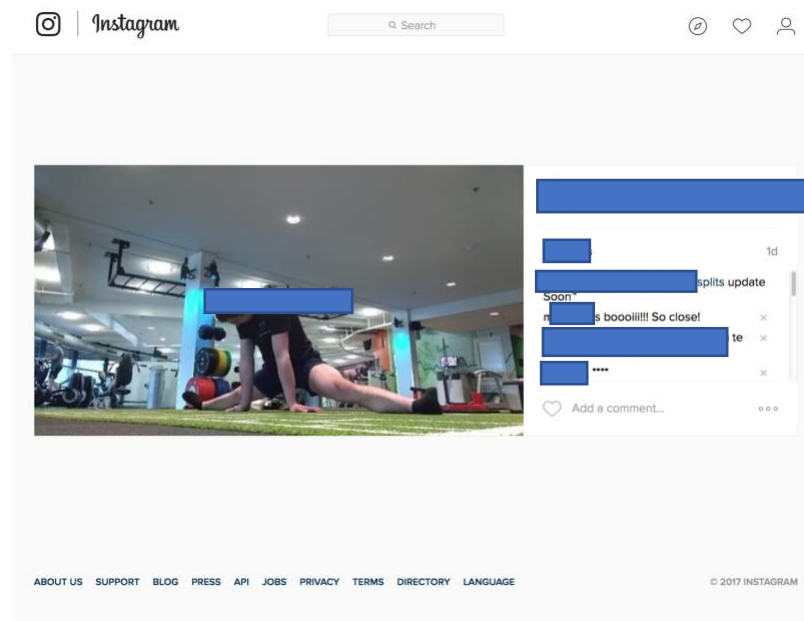 Instagram
Search
1d
splits update
Soon"
s boooiii!!! So close!
te
****
Add a comment...
ABOUT US SUPPORT BLOG PRESS API JOBS PRIVACY TERMS DIRECTORY LANGUAGE
© 2017 INSTAGRAM